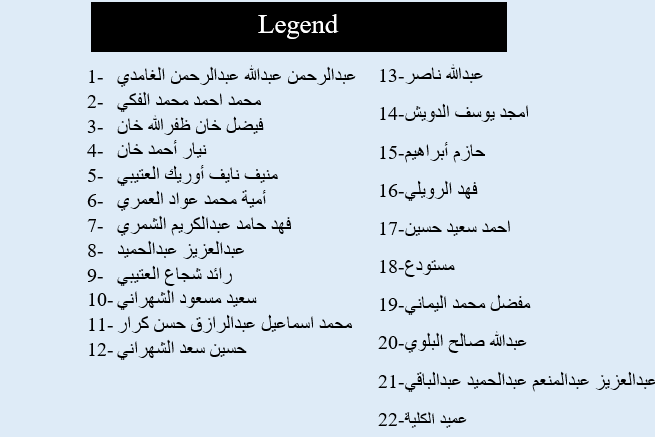 Legend
1- عبدالرحمن عبدالله عبدالرحمن الغامدي
2- محمد احمد محمد الفكي
3- فيضل خان ظفرالله خان
4- نيار أحمد خان
5- منيف نايف أوريك العتيبي
6- أمية محمد عواد العمري
7- فهد حامد عبدالكريم الشمري
8- عبدالعزيز عبدالحميد
9- رائد شجاع العتيبي
10- سعيد مسعود الشهراني
11- محمد اسماعيل عبدالرازق حسن كرار
12- حسين سعد الشهراني
13-عبدالله ناصر
14-امجد يوسف الدويش
15-حازم أبراهيم
16-فهد الرويلي
17-احمد سعيد حسين
18-مستودع
19-مفضل محمد اليماني
20-عبدالله صالح البلوي
21-عبدالعزيز عبدالمنعم عبدالحميد عبدالباقي
22-عميد الكلية